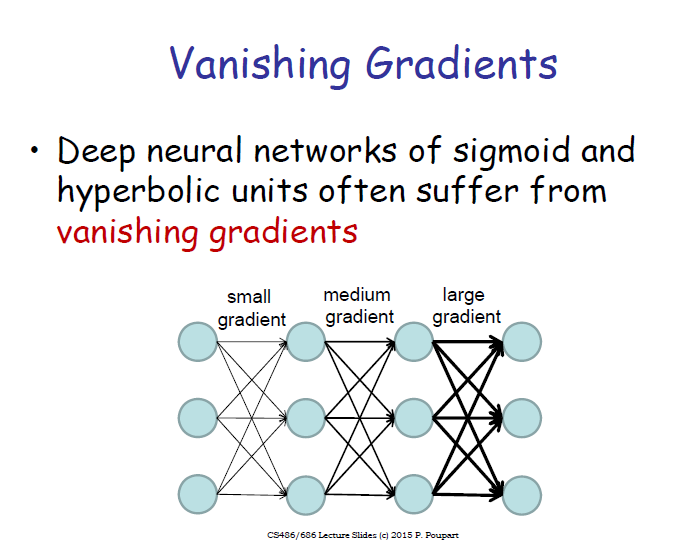 Vanishing Gradients
• Deep neural networks of sigmoid and
hyperbolic units often suffer from
vanishing gradients
small
gradient
medium
gradient
large
gradient
CS486/686 Lecture Slides (c) 2015 P. Poupart